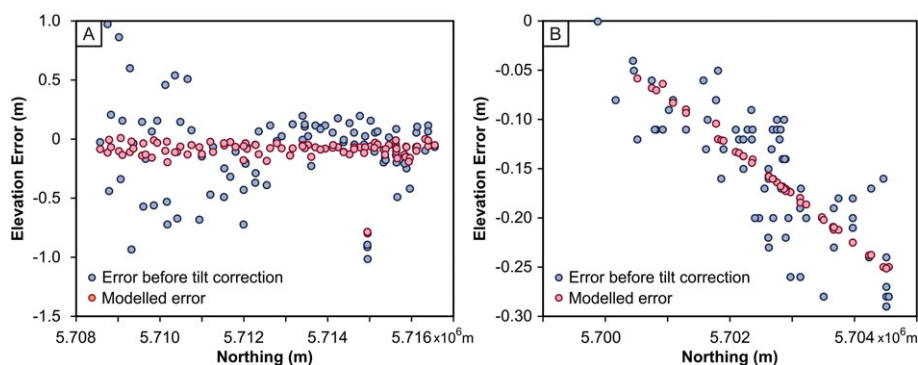 A
1.0
0.5
0
-0.5
-1.0
-1.5
Elevation Error (m)
Error before tilt correction
Modelled error
5.708 5.710 5.712 5.714 5.716×10⁶m
Northing (m)
B
0
-0.05
-0.10
-0.15
-0.20
-0.25
-0.30
Elevation Error (m)
Error before tilt correction
Modelled error
5.700 5.702 5.704×10⁶m
Northing (m)